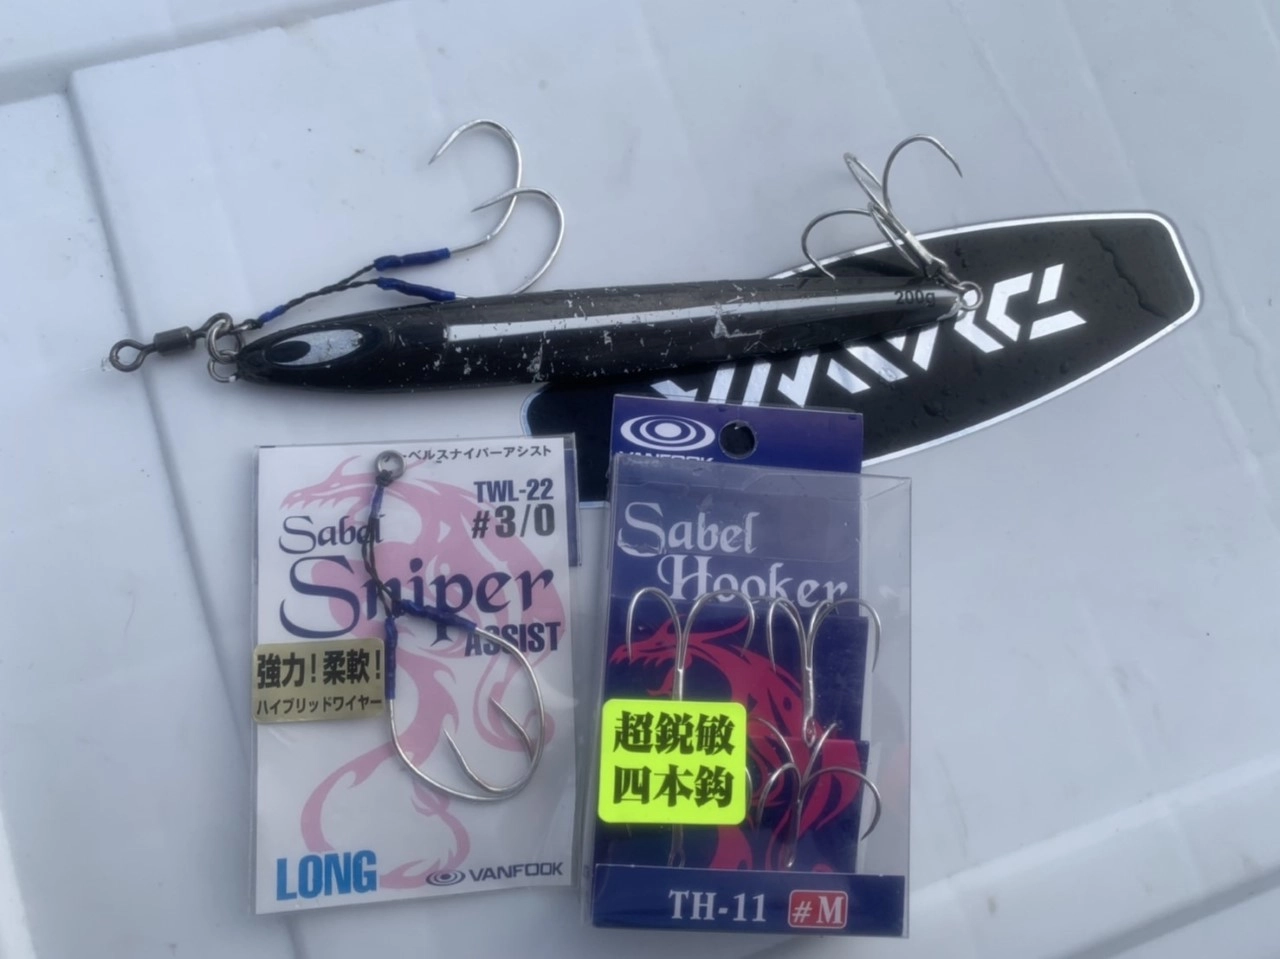 200g
DAIWA
ーベルスナイパーアシスト
TWL-22
#3/0
Sabel
Sniper
ASSIST
強力!柔軟!
ハイブリッドワイヤー
LONG
VANFOOK
VANFOOK
Sabel
Hooker
超鋭敏
四本鈎
TH-11 #M